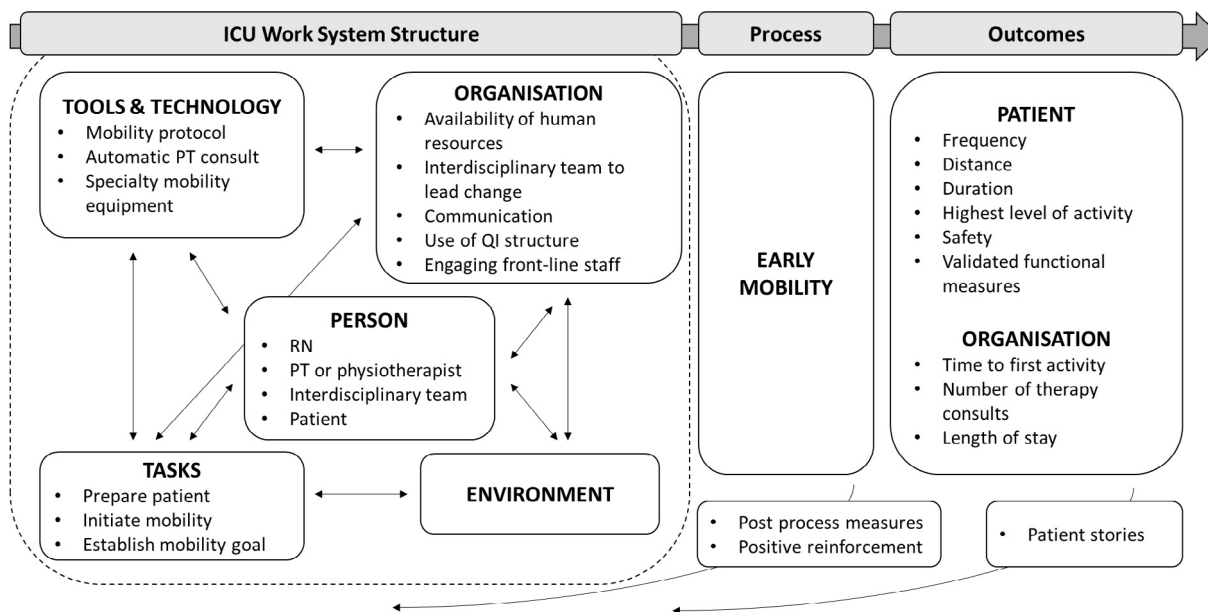 ICU Work System Structure
Process
Outcomes
TOOLS & TECHNOLOGY
• Mobility protocol
• Automatic PT consult
• Specialty mobility
equipment
ORGANISATION
• Availability of human
resources
• Interdisciplinary team to
lead change
• Communication
• Use of QI structure
• Engaging front-line staff
PERSON
• RN
• PT or physiotherapist
• Interdisciplinary team
• Patient
TASKS
• Prepare patient
• Initiate mobility
• Establish mobility goal
ENVIRONMENT
EARLY
MOBILITY
• Post process measures
• Positive reinforcement
PATIENT
• Frequency
• Distance
• Duration
• Highest level of activity
• Safety
• Validated functional
measures
ORGANISATION
• Time to first activity
• Number of therapy
consults
• Length of stay
• Patient stories